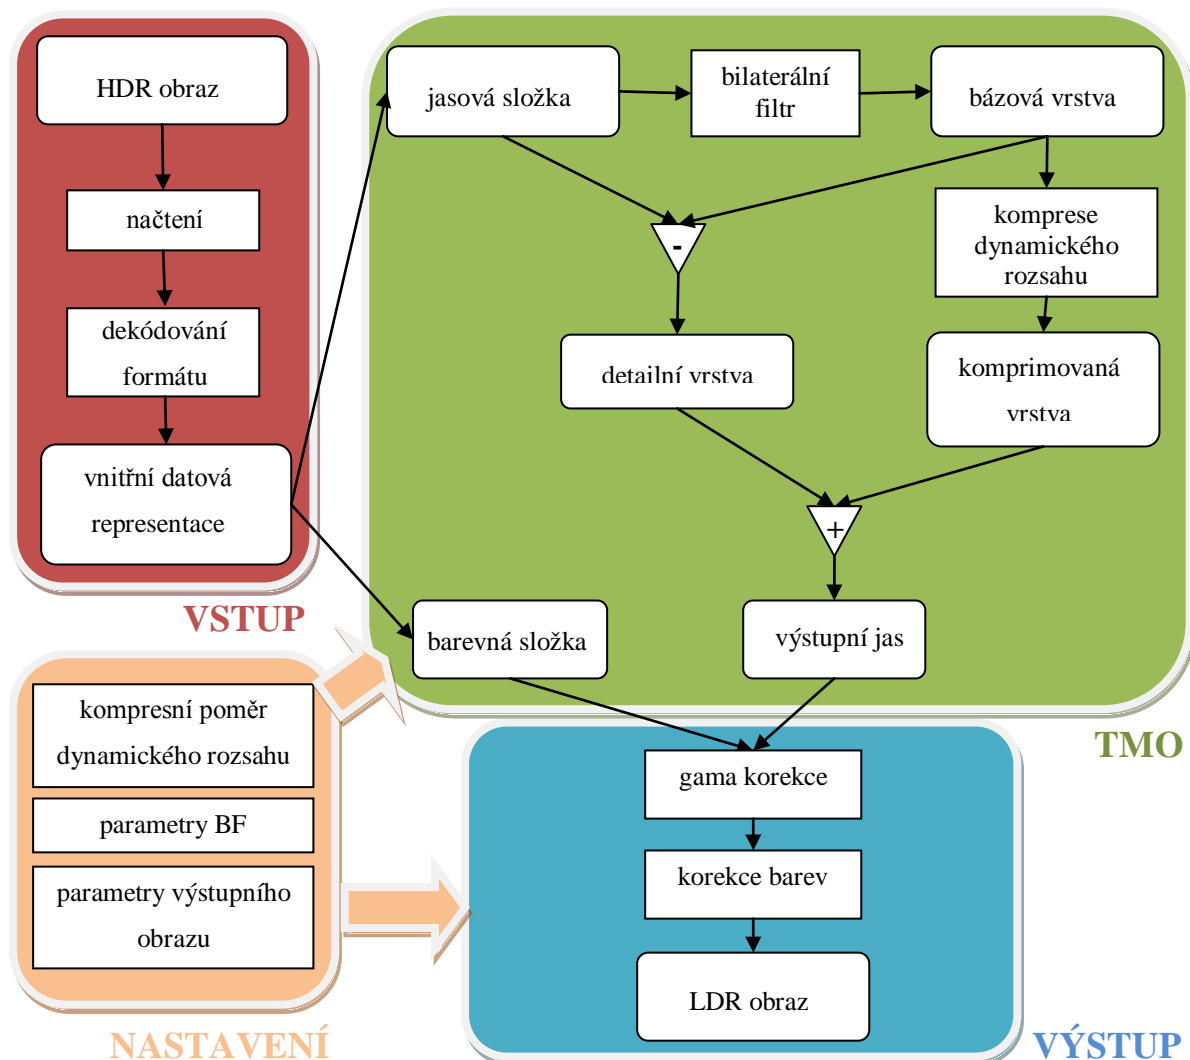 HDR obraz
načtení
dekódování
formátu
vnitřní datová
representace
VSTUP
jasová složka
bilaterální
filtr
bázová vrstva
-
komprese
dynamického
rozsahu
detailní vrstva
komprimovaná
vrstva
+
barevná složka
výstupní jas
TMO
kompresní poměr
dynamického rozsahu
parametry BF
parametry výstupního
obrazu
NASTAVENÍ
gama korekce
korekce barev
LDR obraz
VÝSTUP